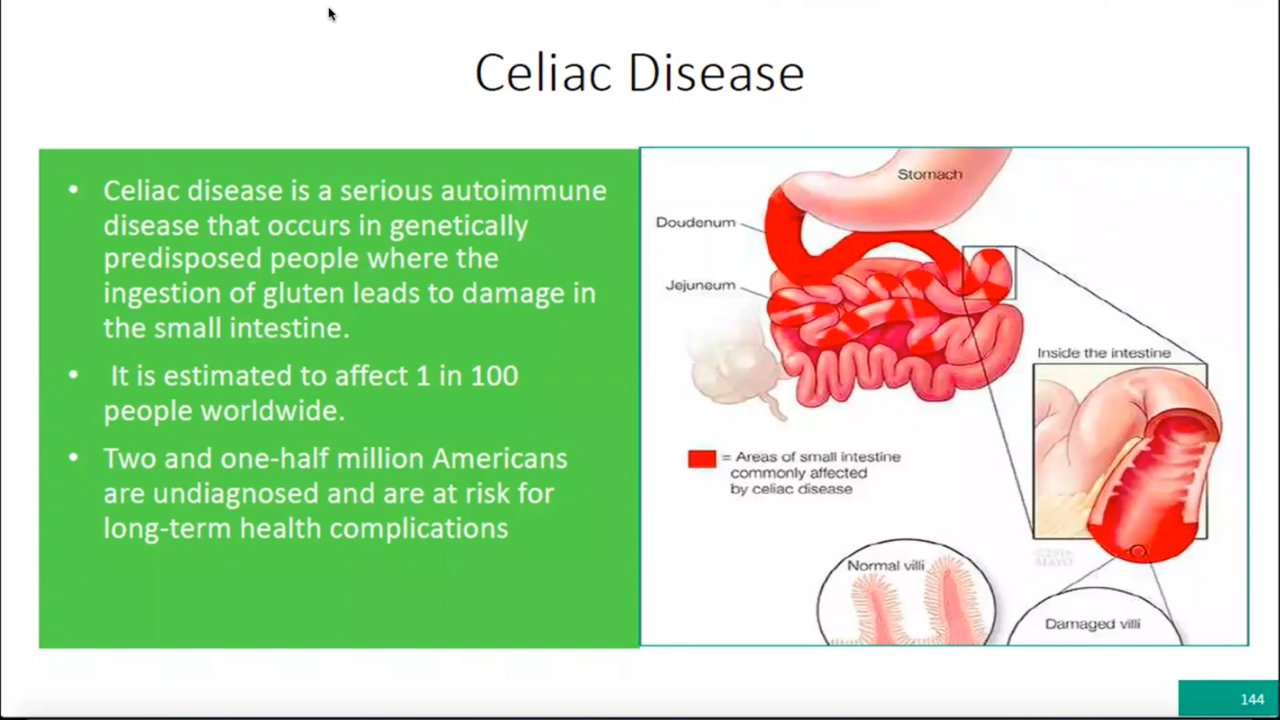 Celiac Disease
• Celiac disease is a serious autoimmune
disease that occurs in genetically
predisposed people where the
ingestion of gluten leads to damage in
the small intestine.
• It is estimated to affect 1 in 100
people worldwide.
• Two and one-half million Americans
are undiagnosed and are at risk for
long-term health complications
Stomach
Doudenum
Jejuneum
Inside the intestine
= Areas of small intestine
commonly affected
by celiac disease
Normal villi
Damaged villi
144